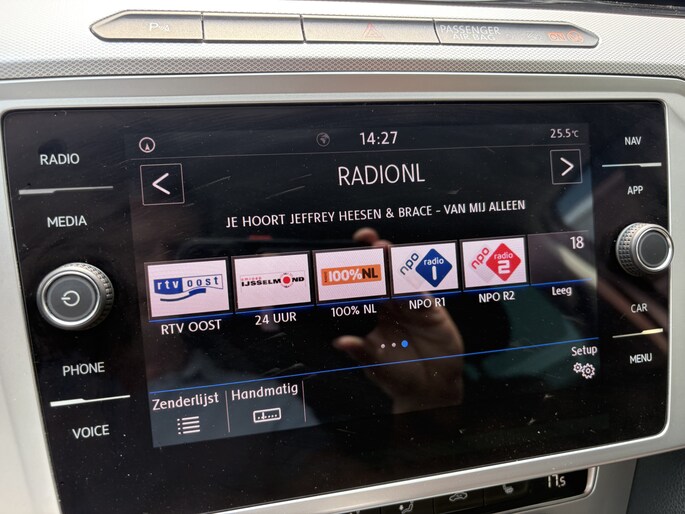 P
PASSENGER
AIR BAG
RADIO
MEDIA
PHONE
VOICE
14:27
25.5°C
<
RADIONL
>
JE HOORT JEFFREY HEESEN & BRACE - VAN MIJ ALLEEN
rtv oost
IJSSELMOND
100%NL
npo radio 1
npo radio 2
18
RTV OOST
24 UUR
100% NL
NPO R1
NPO R2
Leeg
Setup
Zenderlijst
Handmatig
NAV
APP
CAR
MENU
17,5